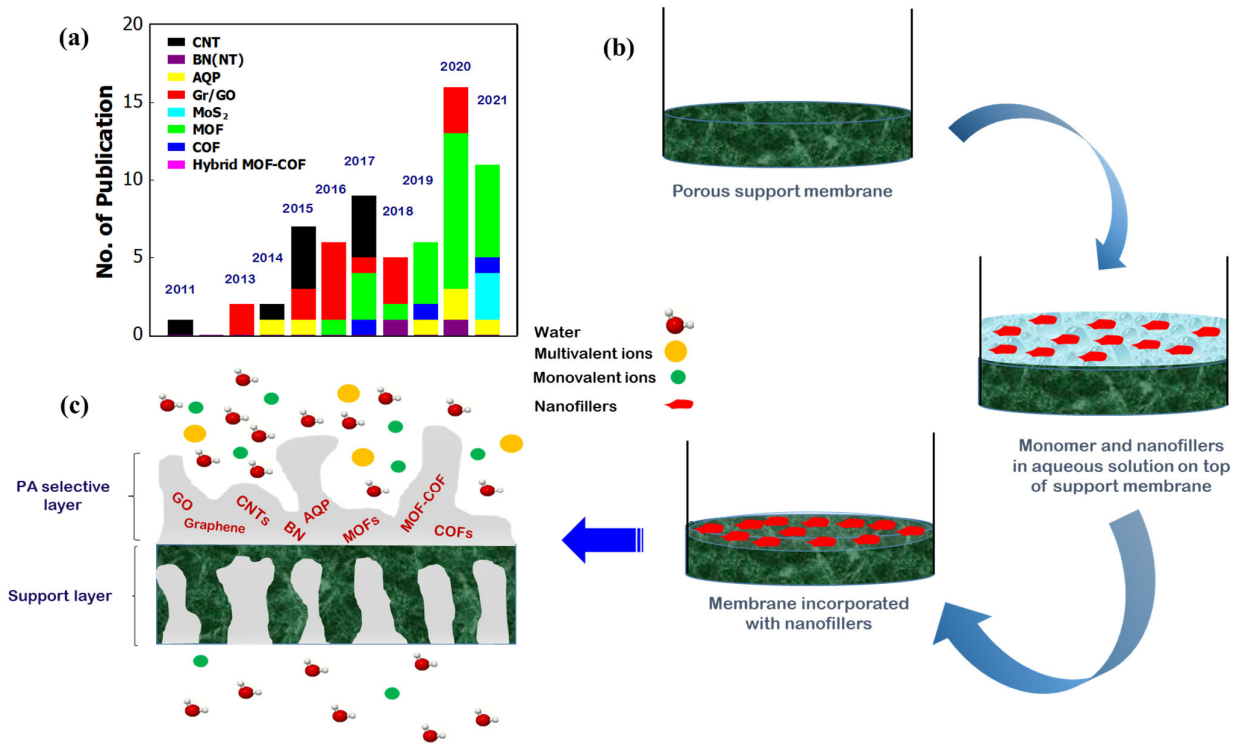 (a)
20
15
10
5
0
No. of Publication
CNT
BN(NT)
AQP
Gr/GO
MoS₂
MOF
COF
Hybrid MOF-COF
2011
2013
2014
2015
2016
2017
2018
2019
2020
2021
(b)
Porous support membrane
Monomer and nanofillers
in aqueous solution on top
of support membrane
Membrane incorporated
with nanofillers
Water
Multivalent ions
Monovalent ions
Nanofillers
(c)
PA selective
layer
Support layer
GO
Graphene
CNTs
BN
AQP
MOFs
MOF-COF
COFs